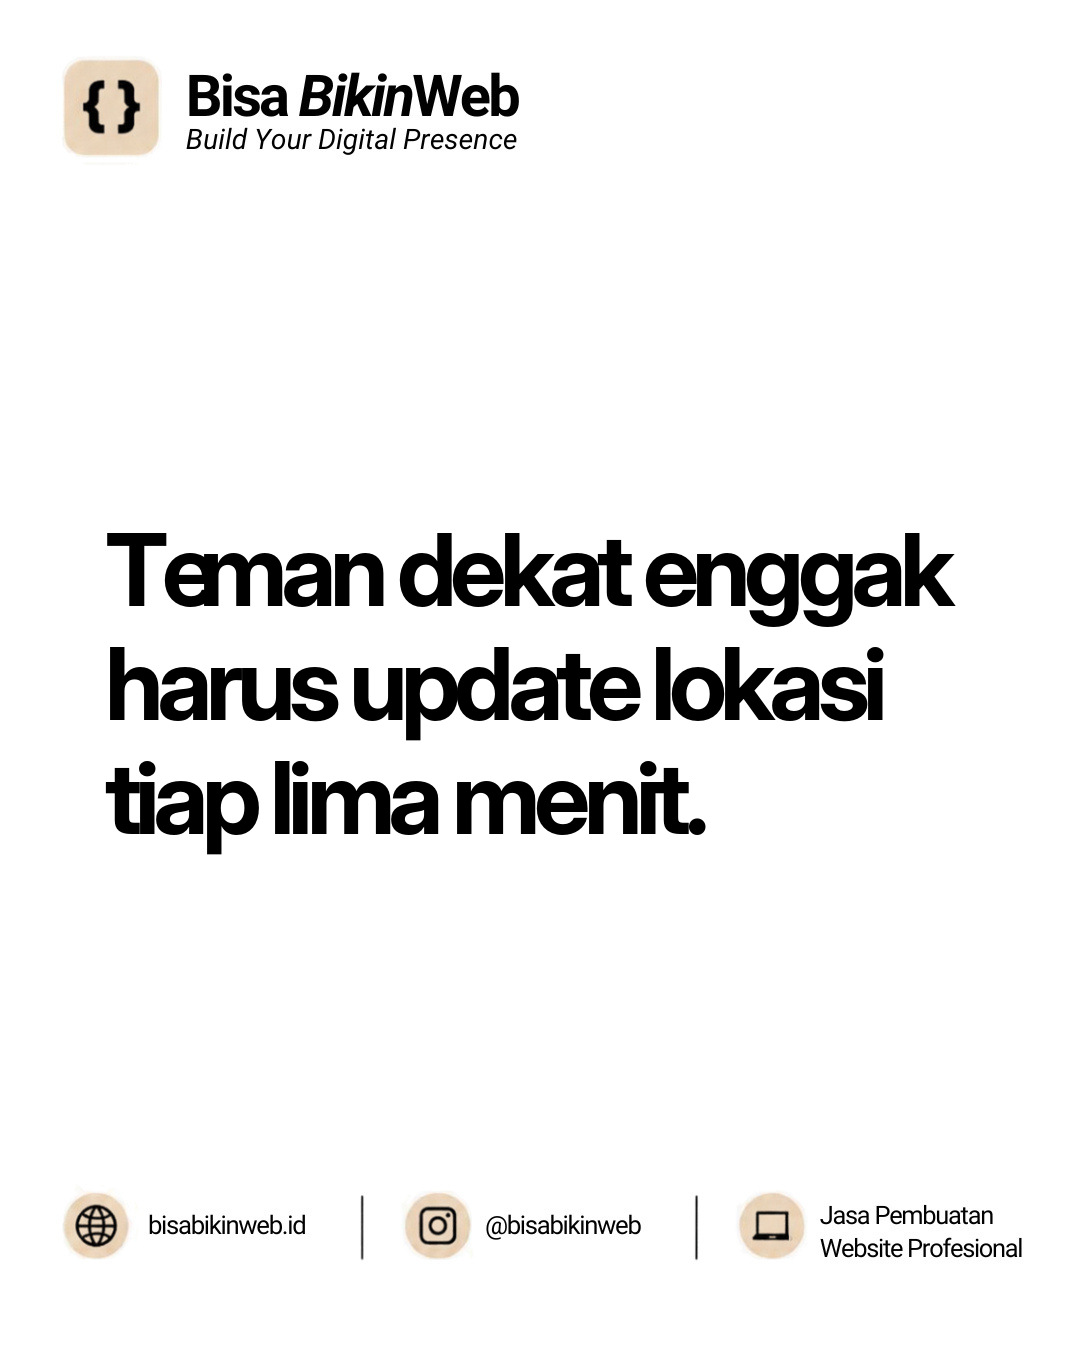 Bisa BikinWeb
Build Your Digital Presence
Teman dekat enggak
harus update lokasi
tiap lima menit.
bisabikinweb.id
@bisabikinweb
Jasa Pembuatan
Website Profesional